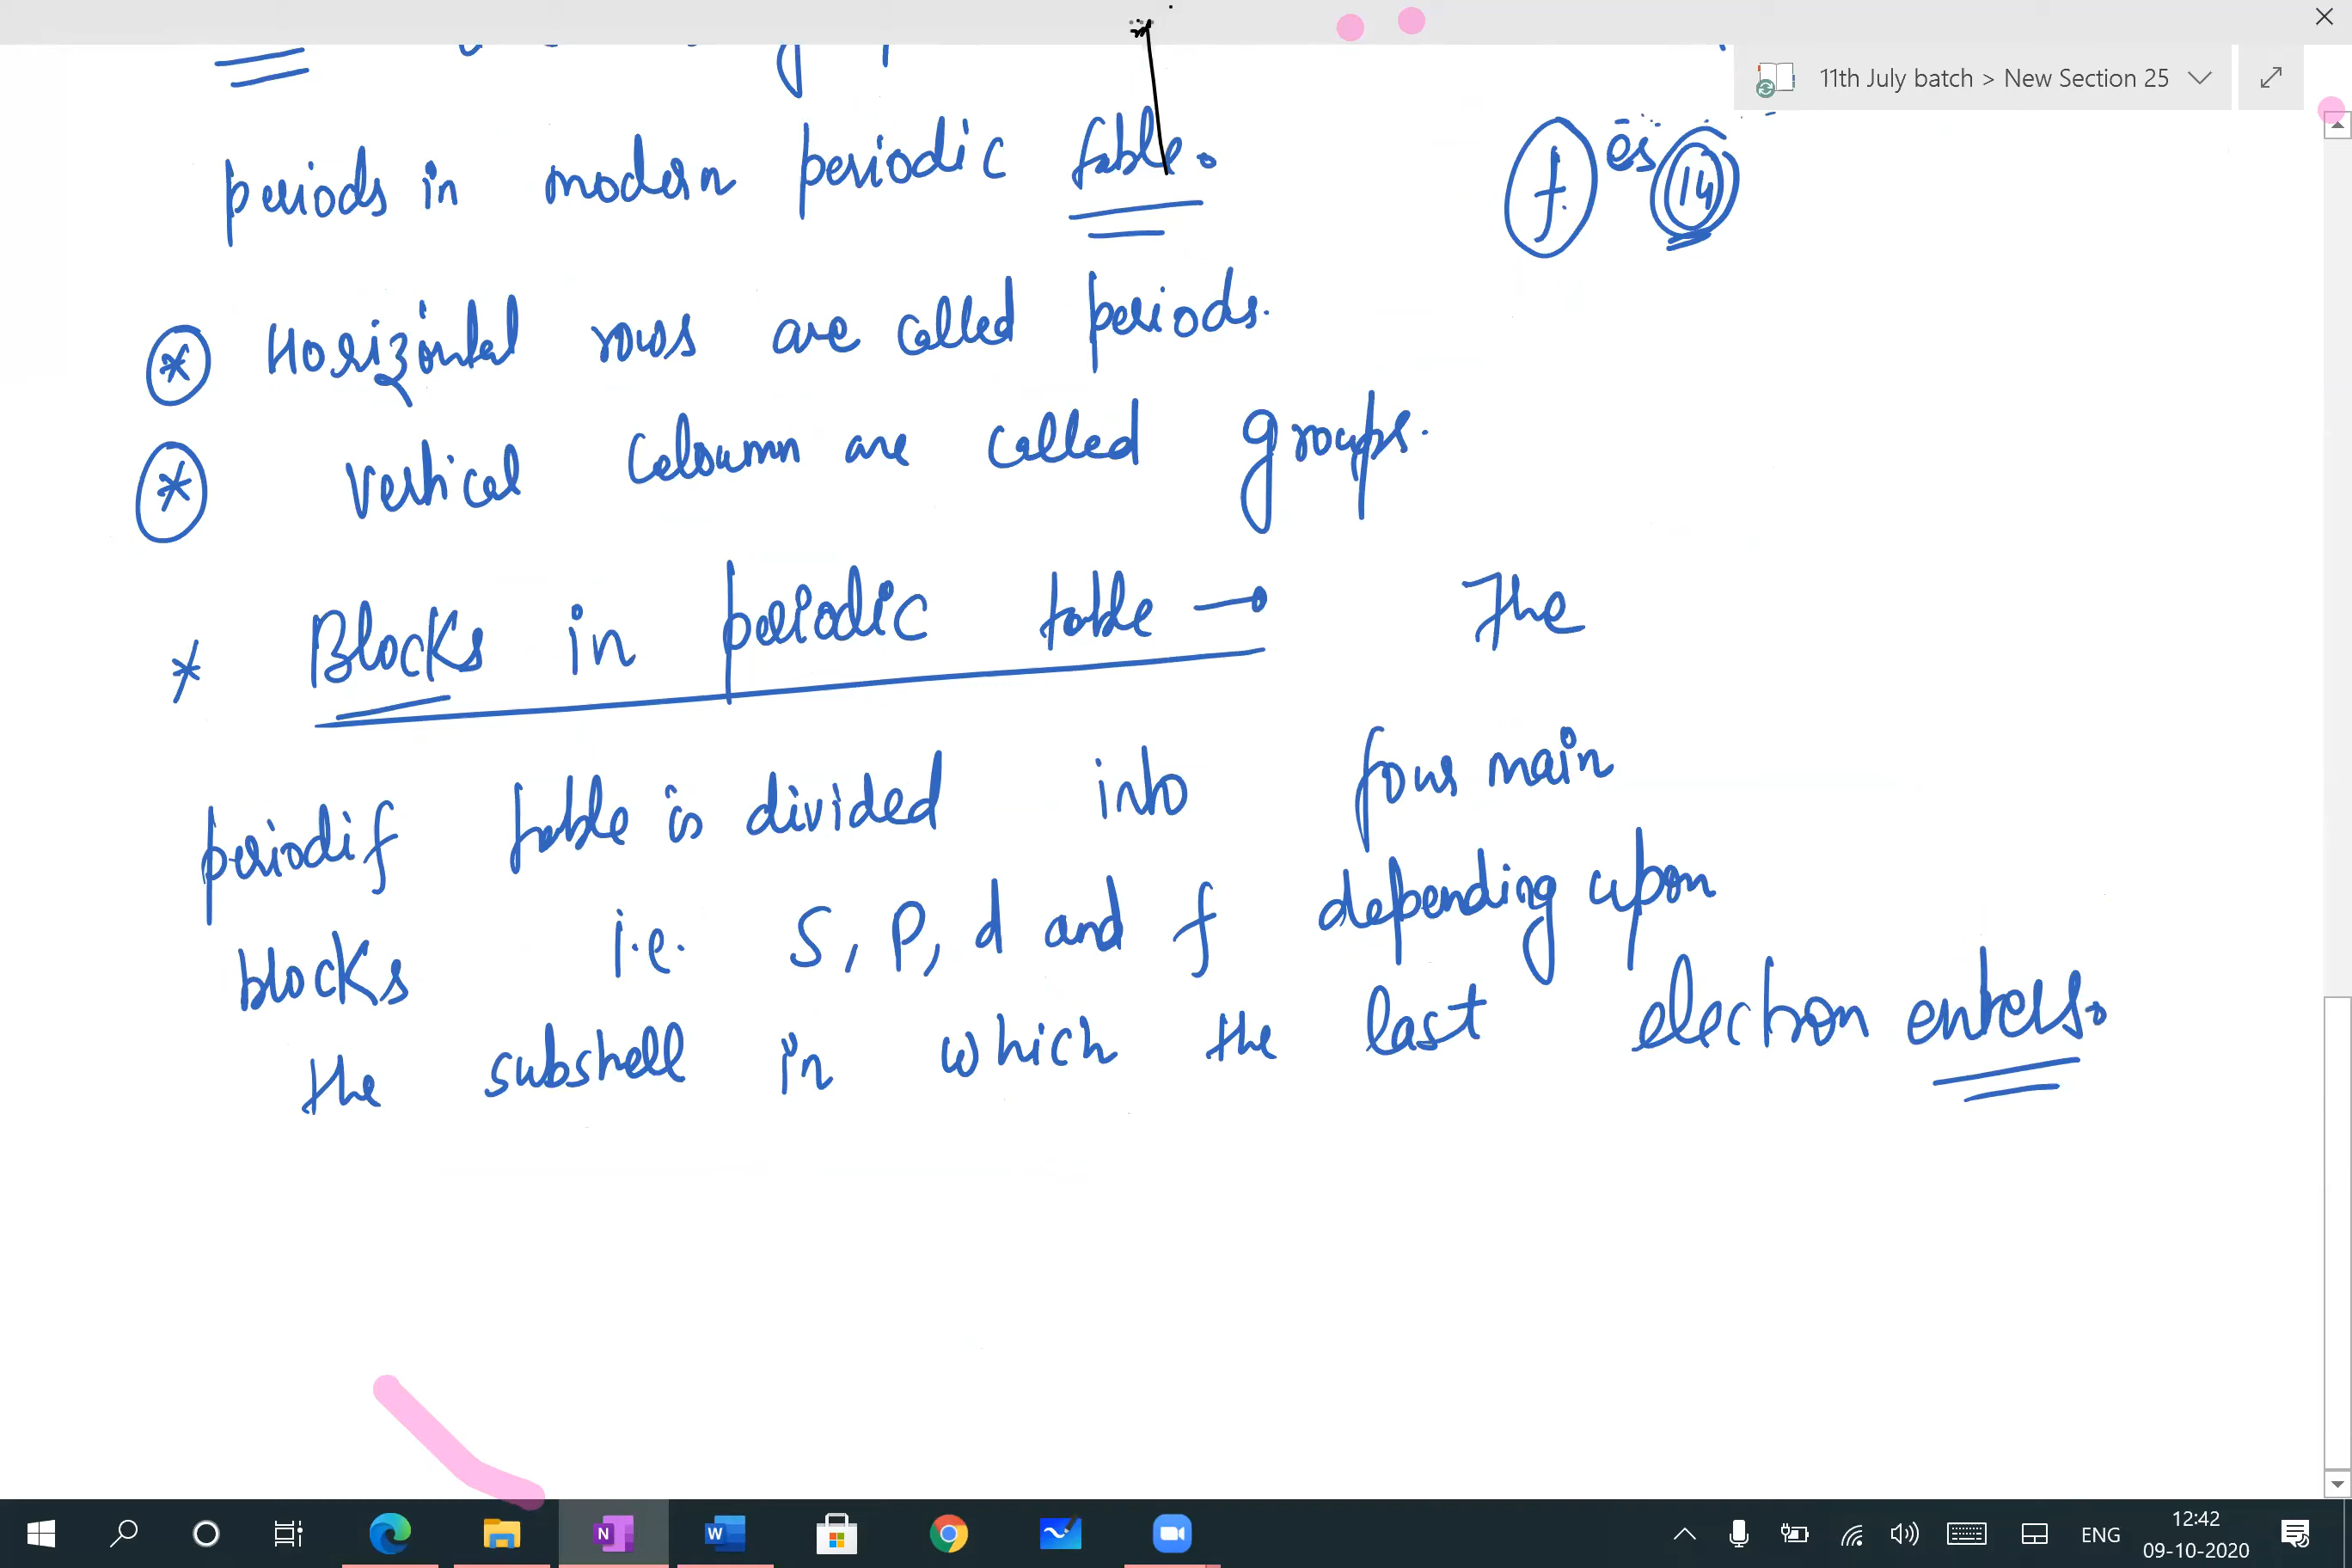 11th July batch > New Section 25
periods in modern periodic table.
f es 14
* Horizontal rows are called periods.
* vertical coloumn are called groups.
* Blocks in periodic table → The
periodif table is divided into four main
blocks i.e. S, P, d and f depending upon
the subshell in which the last electron enters.
N
W
ENG
12:42
09-10-2020